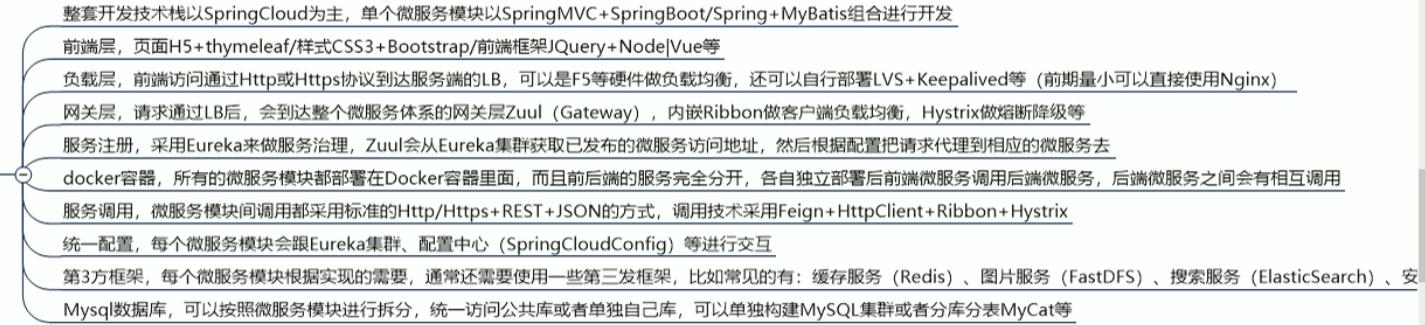 整套开发技术栈以SpringCloud为主，单个微服务模块以SpringMVC+SpringBoot/Spring+MyBatis组合进行开发
前端层，页面H5+thymeleaf/样式CSS3+Bootstrap/前端框架JQuery+Node|Vue等
负载层，前端访问通过Http或Https协议到达服务端的LB，可以是F5等硬件做负载均衡，还可以自行部署LVS+Keepalived等（前期量小可以直接使用Nginx）
网关层，请求通过LB后，会到达整个微服务体系的网关层Zuul（Gateway），内嵌Ribbon做客户端负载均衡，Hystrix做熔断降级等
服务注册，采用Eureka来做服务治理，Zuul会从Eureka集群获取已发布的微服务访问地址，然后根据配置把请求代理到相应的微服务去
docker容器，所有的微服务模块都部署在Docker容器里面，而且前后端的服务完全分开，各自独立部署后前端微服务调用后端微服务，后端微服务之间会有相互调用
服务调用，微服务模块间调用都采用标准的Http/Https+REST+JSON的方式，调用技术采用Feign+HttpClient+Ribbon+Hystrix
统一配置，每个微服务模块会跟Eureka集群、配置中心（SpringCloudConfig）等进行交互
第3方框架，每个微服务模块根据实现的需要，通常还需要使用一些第三发框架，比如常见的有：缓存服务（Redis）、图片服务（FastDFS）、搜索服务（ElasticSearch）、安
Mysql数据库，可以按照微服务模块进行拆分，统一访问公共库或者单独自己库，可以单独构建MySQL集群或者分库分表MyCat等